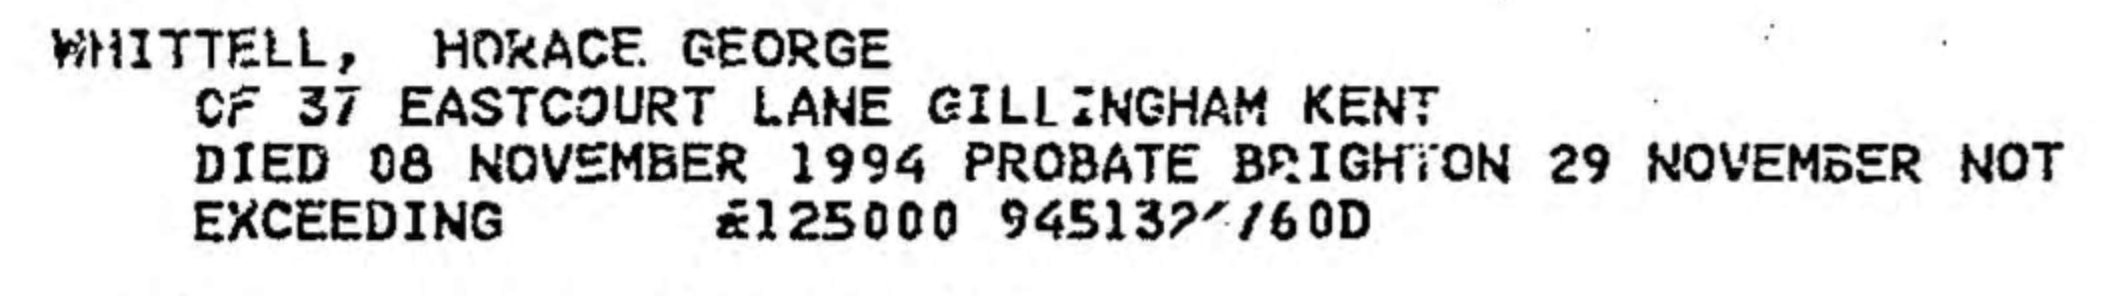 WHITTELL, HORACE GEORGE
OF 37 EASTCOURT LANE GILLINGHAM KENT
DIED 08 NOVEMBER 1994 PROBATE BRIGHTON 29 NOVEMBER NOT
EXCEEDING £125000